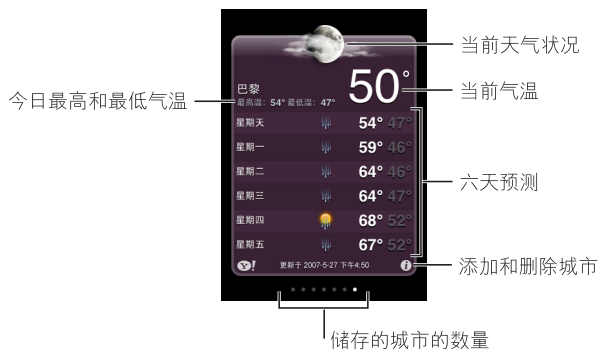 当前天气状况
巴黎
50°
当前气温
今日最高和最低气温
最高温: 54° 最低温: 47°
星期天 54° 47°
星期一 59° 46°
星期二 64° 46°
六天预测
星期三 64° 47°
星期四 68° 52°
星期五 67° 52°
Y! 更新于 2007-5-27 下午4:50 i
添加和删除城市
储存的城市的数量